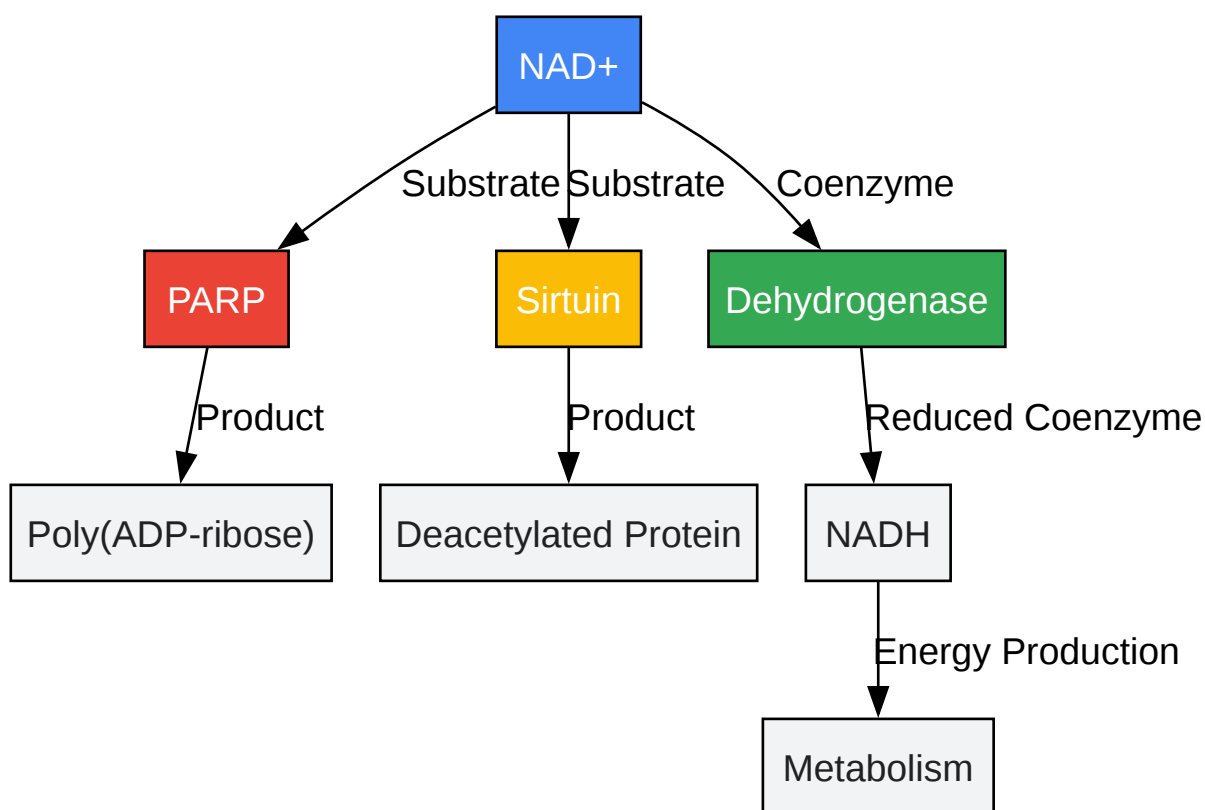 NAD+
Substrate
Substrate
Coenzyme
PARP
Sirtuin
Dehydrogenase
Product
Product
Reduced Coenzyme
Poly(ADP-ribose)
Deacetylated Protein
NADH
Energy Production
Metabolism